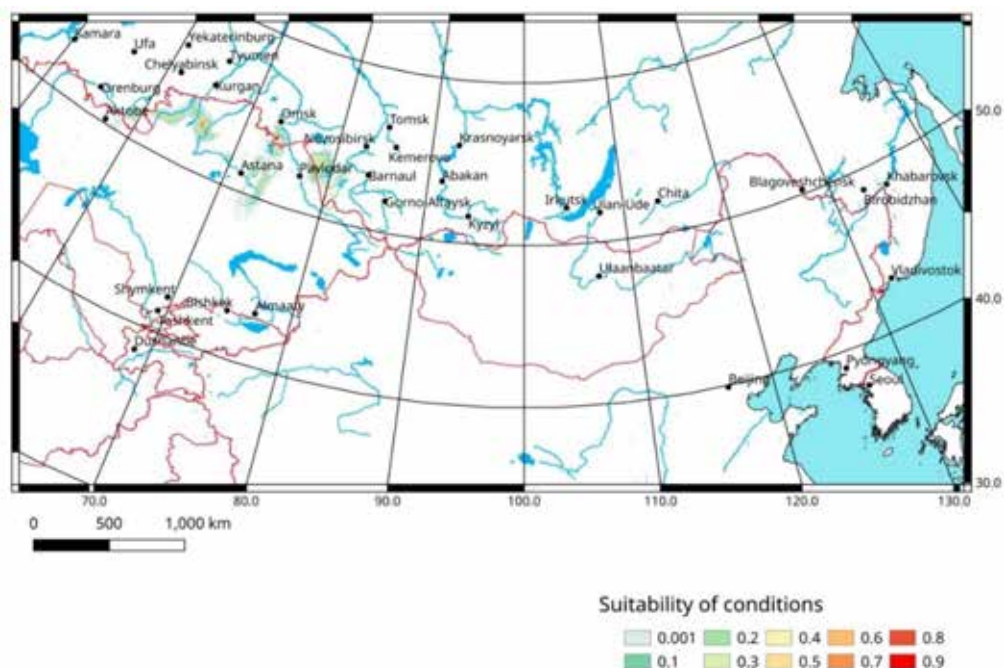 Samara
Ufa
Yekaterinburg
Tyumen
Chelyabinsk
Kurgan
Orenburg
Aktobe
Omsk
Tomsk
Novosibirsk
Kemerovo
Krasnoyarsk
Astana
Pavlodar
Barnaul
Abakan
Gorno-Altaysk
Kyzyl
Irkutsk
Ulan-Ude
Chita
Blagoveshchensk
Khabarovsk
Birobidzhan
Ulaanbaatar
Vladivostok
Shymkent
Bishkek
Almaaty
Tashkent
Dushanbe
Beijing
Pyongyang
Seoul
50.0
40.0
30.0
70.0 80.0 90.0 100.0 110.0 120.0 130.0
0 500 1,000 km
Suitability of conditions
0.001 0.2 0.4 0.6 0.8
0.1 0.3 0.5 0.7 0.9